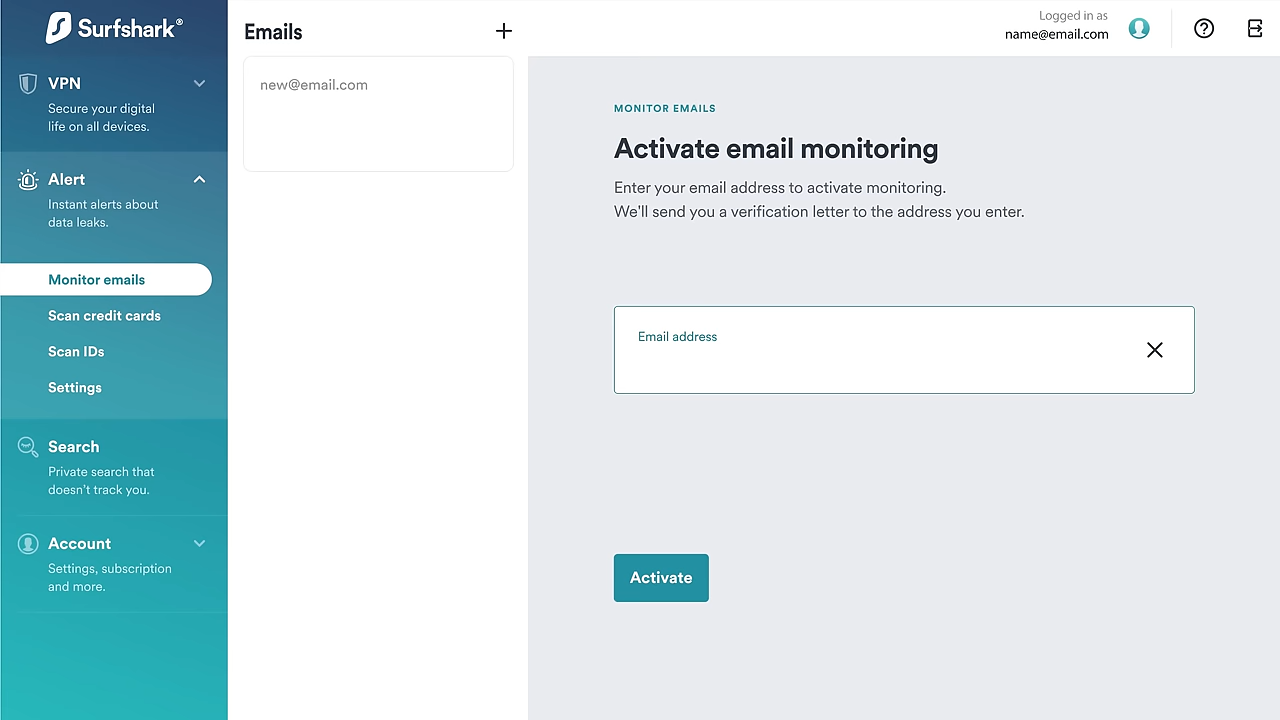 Surfshark®
VPN
Secure your digital
life on all devices.
Alert
Instant alerts about
data leaks.
Monitor emails
Scan credit cards
Scan IDs
Settings
Search
Private search that
doesn't track you.
Account
Settings, subscription
and more.
Emails
new@email.com
Logged in as
name@email.com
MONITOR EMAILS
Activate email monitoring
Enter your email address to activate monitoring.
We'll send you a verification letter to the address you enter.
Email address
Activate